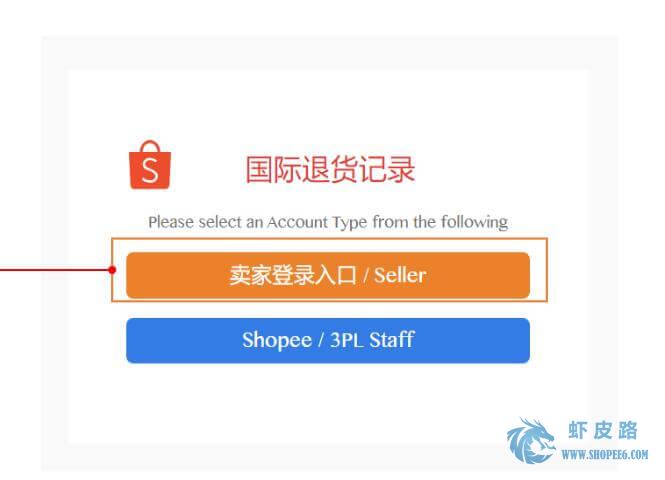 S
国际退货记录
Please select an Account Type from the following
卖家登录入口 / Seller
Shopee / 3PL Staff
虾皮路
WWW.SHOPEE6.COM